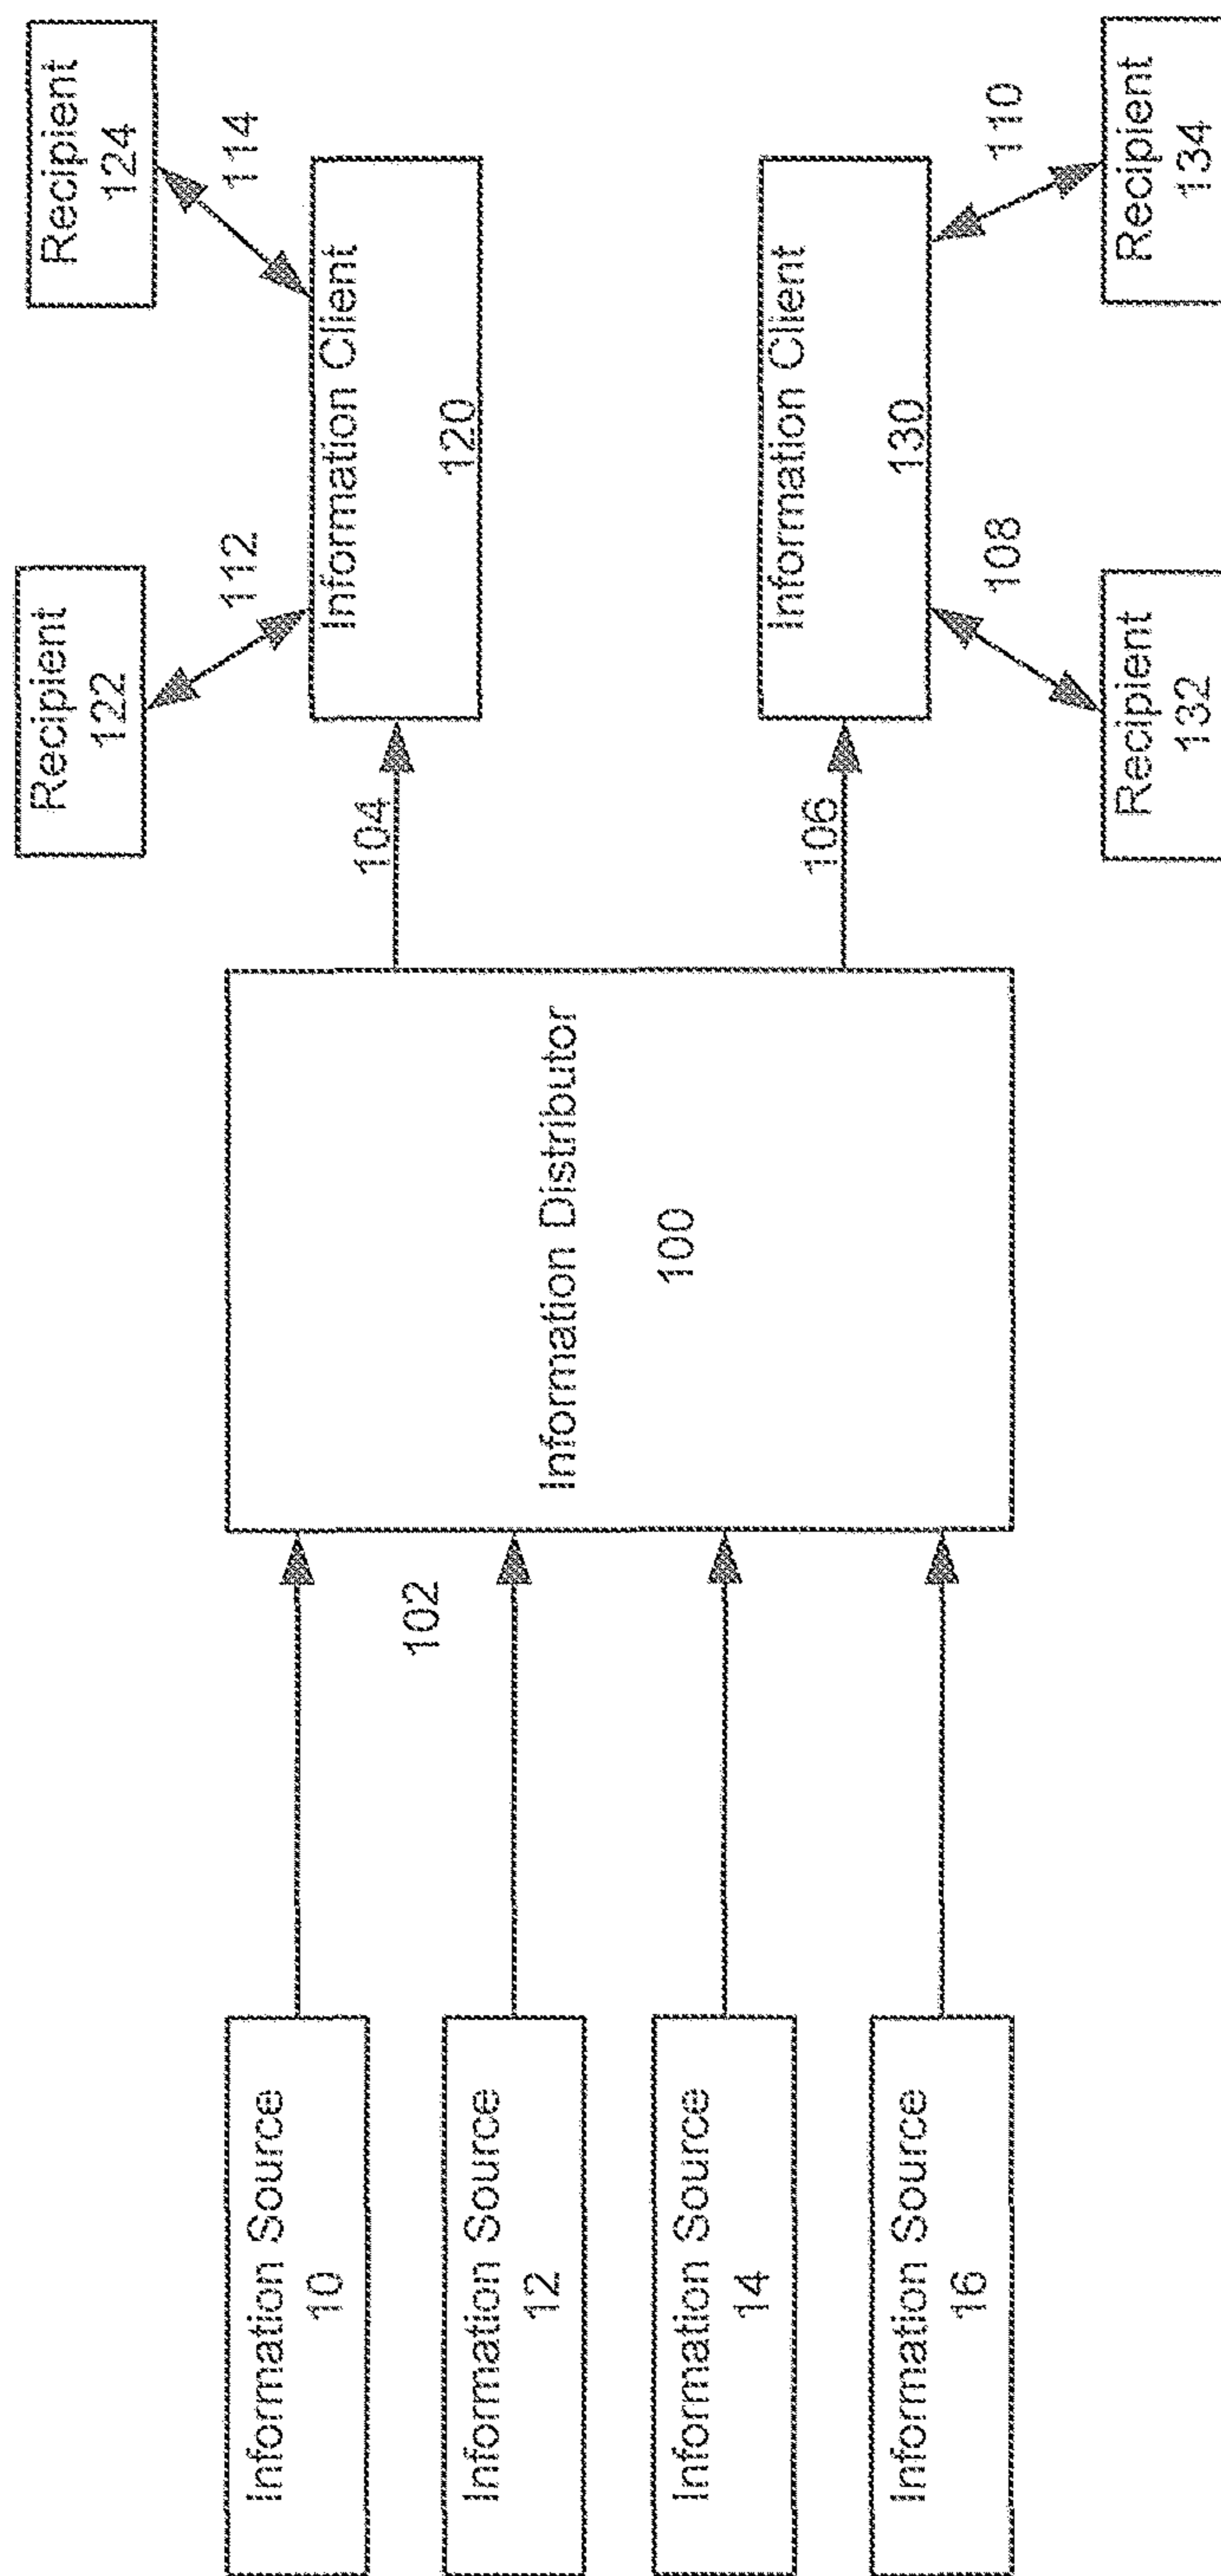 Information Source
10
Information Source
12
Information Source
14
Information Source
16
102
Information Distributor
100
104
106
Recipient
122
112
Recipient
124
114
Information Client
120
Information Client
130
108
110
Recipient
132
Recipient
134